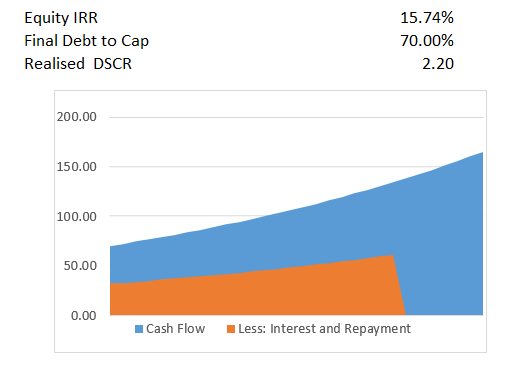 Equity IRR 15.74%
Final Debt to Cap 70.00%
Realised  DSCR 2.20
200.00
150.00
100.00
50.00
0.00
Cash Flow Less: Interest and Repayment